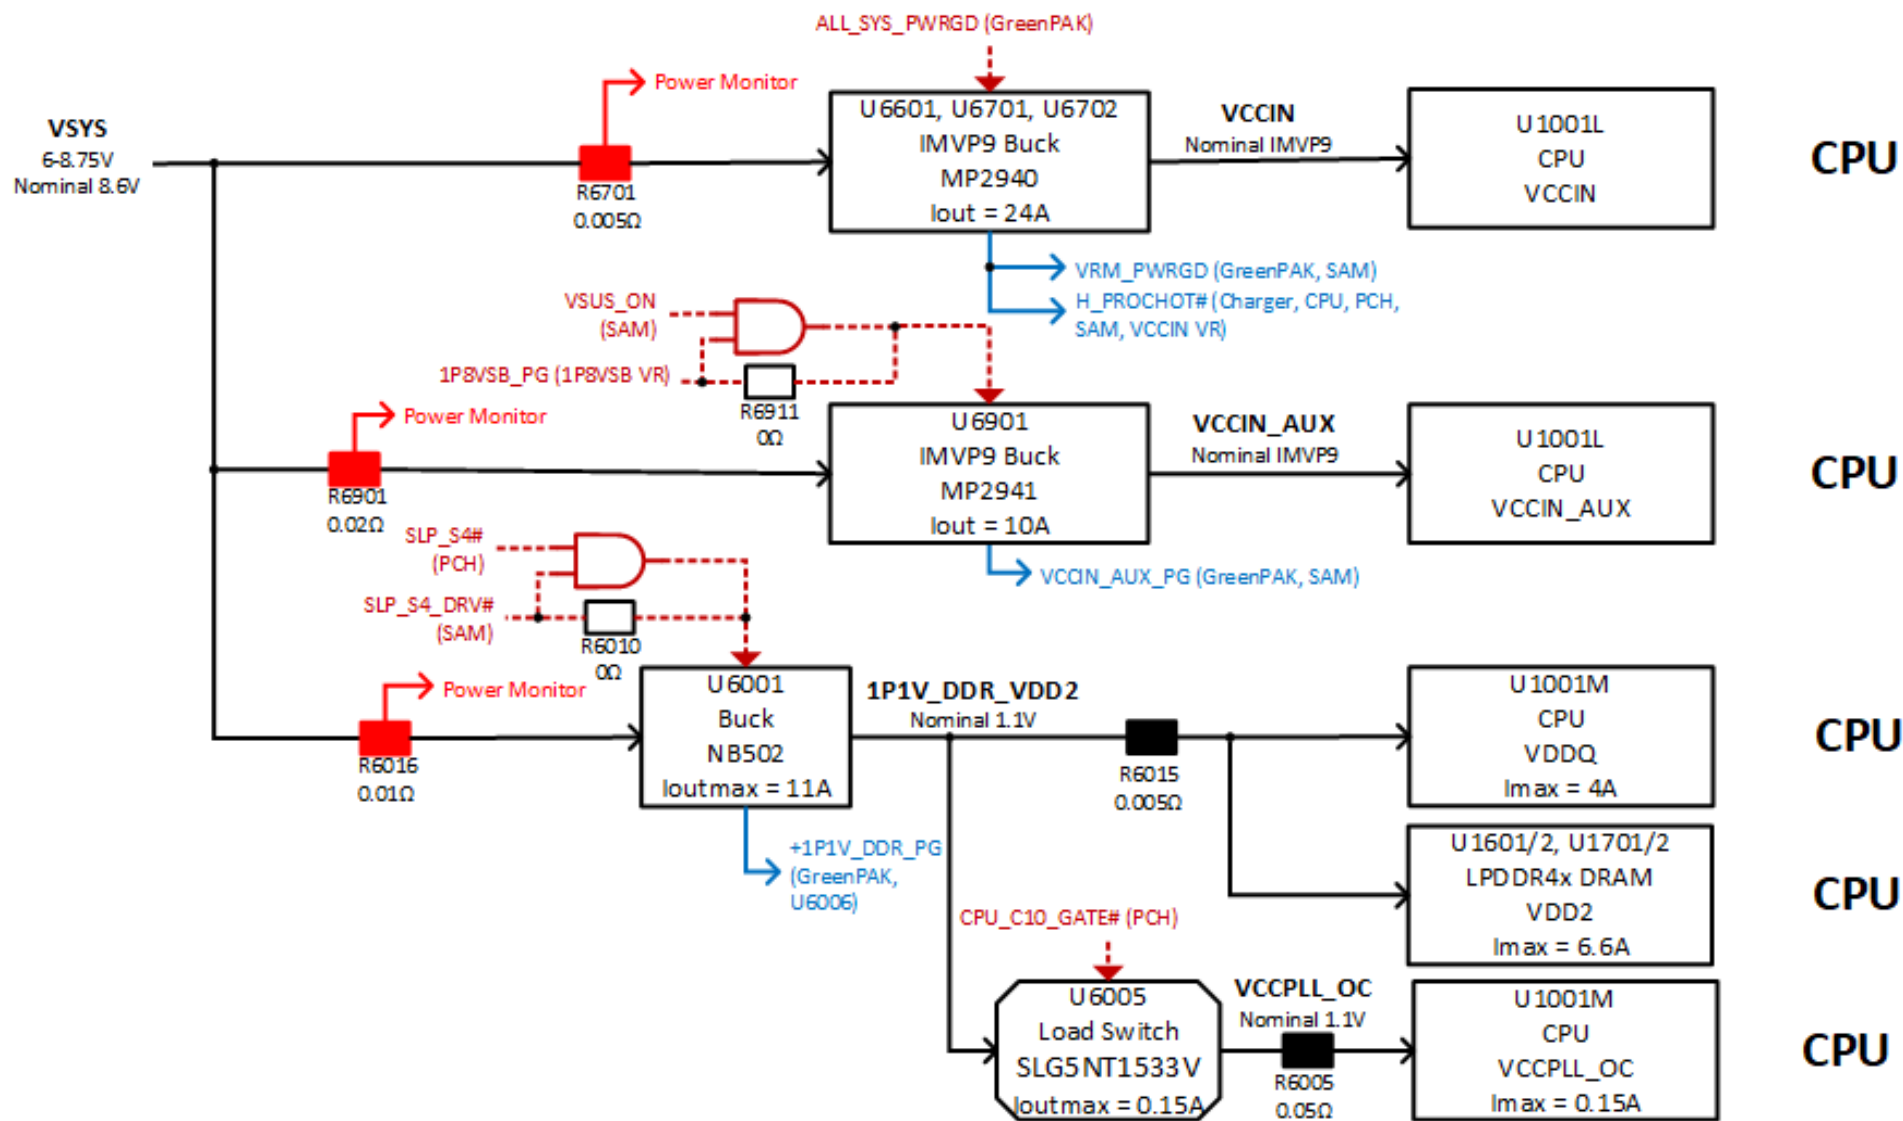 ALL_SYS_PWRGD (GreenPAK)
Power Monitor
VSYS
6-8.75V
Nominal 8.6V
R6701
0.005Ω
U6601, U6701, U6702
IMVP9 Buck
MP2940
Iout = 24A
VCCIN
Nominal IMVP9
U1001L
CPU
VCCIN
CPU
VRM_PWRGD (GreenPAK, SAM)
H_PROCHOT# (Charger, CPU, PCH,
SAM, VCCIN VR)
VSUS_ON
(SAM)
1P8VSB_PG (1P8VSB VR)
R6911
0Ω
Power Monitor
R6901
0.02Ω
U6901
IMVP9 Buck
MP2941
Iout = 10A
VCCIN_AUX
Nominal IMVP9
U1001L
CPU
VCCIN_AUX
CPU
VCCIN_AUX_PG (GreenPAK, SAM)
SLP_S4#
(PCH)
SLP_S4_DRV#
(SAM)
R6010
0Ω
Power Monitor
R6016
0.01Ω
U6001
Buck
NB502
Ioutmax = 11A
1P1V_DDR_VDD2
Nominal 1.1V
R6015
0.005Ω
U1001M
CPU
VDDQ
Imax = 4A
CPU
+1P1V_DDR_PG
(GreenPAK,
U6006)
U1601/2, U1701/2
LPDDR4x DRAM
VDD2
Imax = 6.6A
CPU
CPU_C10_GATE# (PCH)
U6005
Load Switch
SLG5NT1533V
Ioutmax = 0.15A
VCCPLL_OC
Nominal 1.1V
R6005
0.05Ω
U1001M
CPU
VCCPLL_OC
Imax = 0.15A
CPU